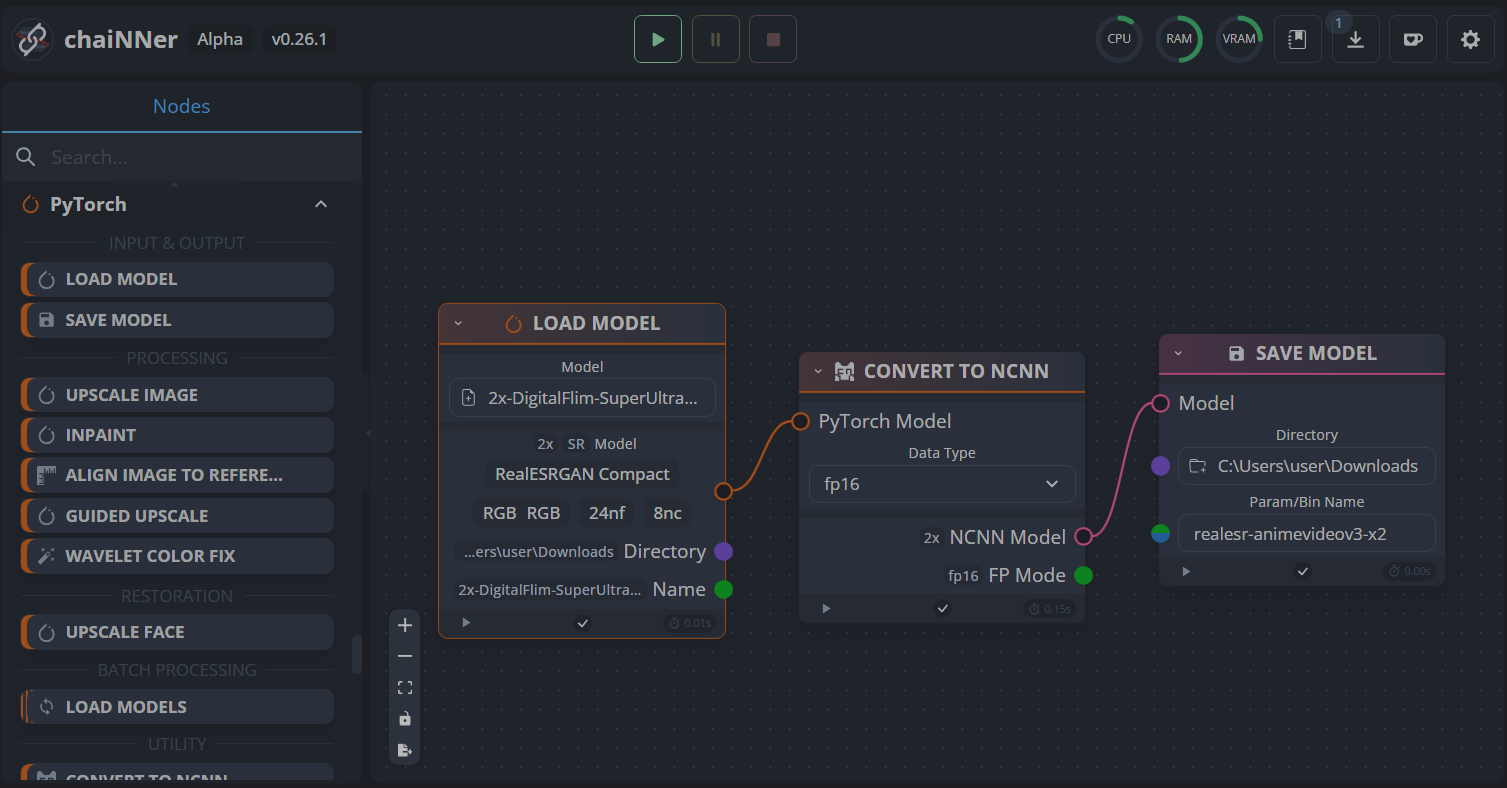 chaiNNer Alpha v0.26.1
CPU RAM VRAM 1
Nodes
Search...
PyTorch
INPUT & OUTPUT
LOAD MODEL
SAVE MODEL
PROCESSING
UPSCALE IMAGE
INPAINT
ALIGN IMAGE TO REFERE...
GUIDED UPSCALE
WAVELET COLOR FIX
RESTORATION
UPSCALE FACE
BATCH PROCESSING
LOAD MODELS
UTILITY
CONVERT TO NCNN
LOAD MODEL
Model
2x-DigitalFlim-SuperUltra...
2x SR Model
RealESRGAN Compact
RGB RGB 24nf 8nc
...ers\user\Downloads Directory
2x-DigitalFlim-SuperUltra... Name
0.01s
CONVERT TO NCNN
PyTorch Model
Data Type
fp16
2x NCNN Model
fp16 FP Mode
0.15s
SAVE MODEL
Model
Directory
C:\Users\user\Downloads
Param/Bin Name
realesr-animevideov3-x2
0.00s